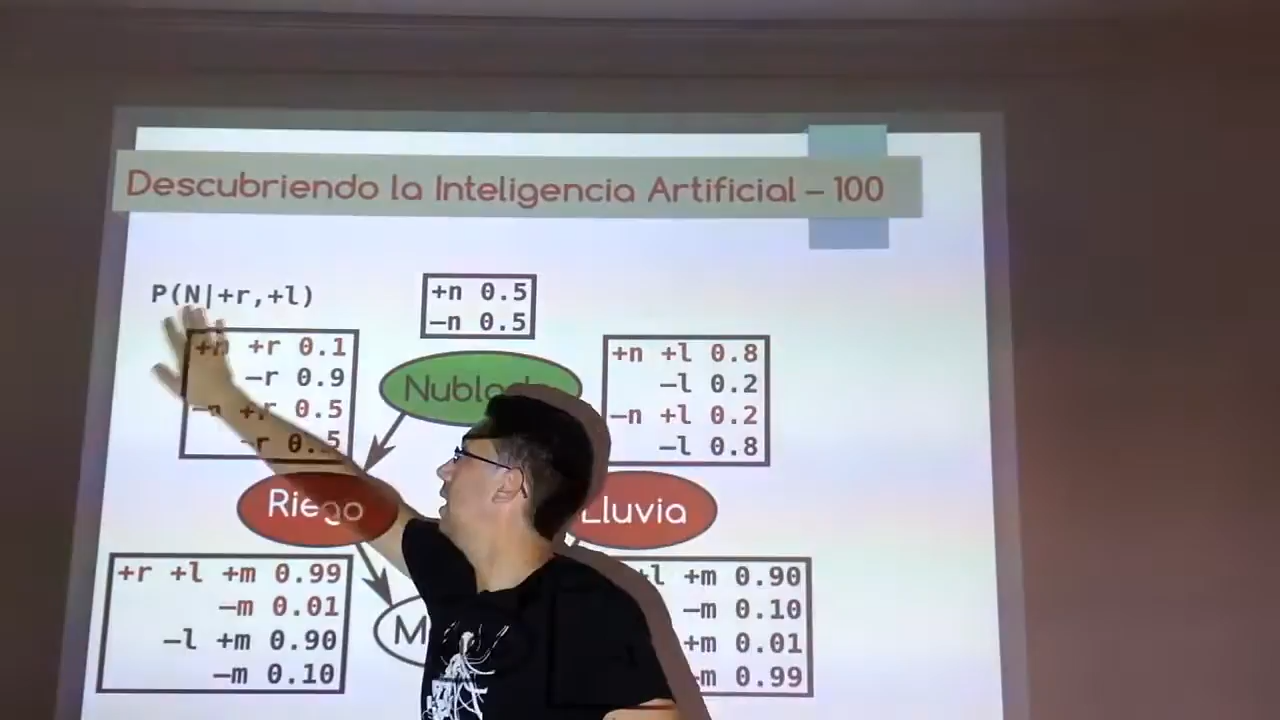 Descubriendo la Inteligencia Artificial – 100
P(N|+r,+l)
+n 0.5
−n 0.5
+n +r 0.1
−r 0.9
−n +r 0.5
−r 0.5
+n +l 0.8
−l 0.2
−n +l 0.2
−l 0.8
Riego
Lluvia
+r +l +m 0.99
−m 0.01
−l +m 0.90
−m 0.10
+l +m 0.90
−m 0.10
+m 0.01
−m 0.99